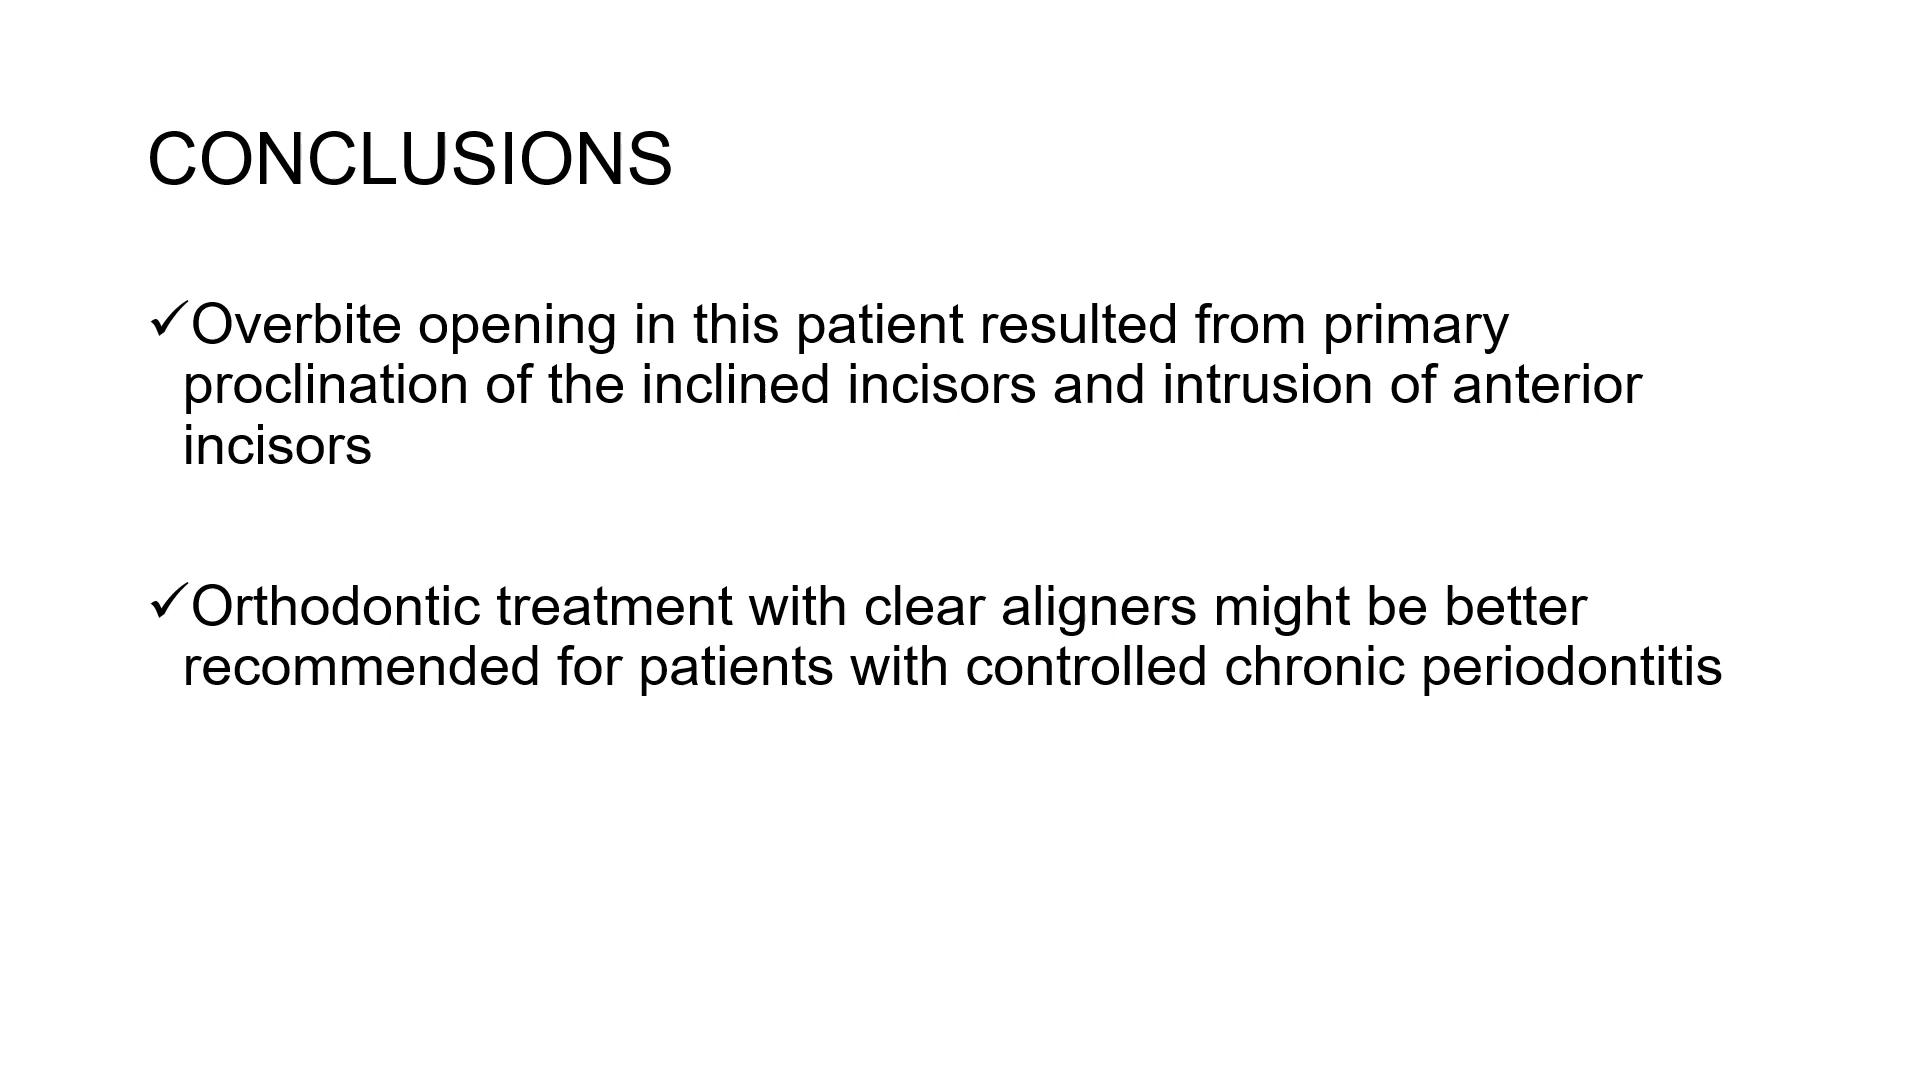 CONCLUSIONS
✓Overbite opening in this patient resulted from primary
proclination of the inclined incisors and intrusion of anterior
incisors
✓Orthodontic treatment with clear aligners might be better
recommended for patients with controlled chronic periodontitis